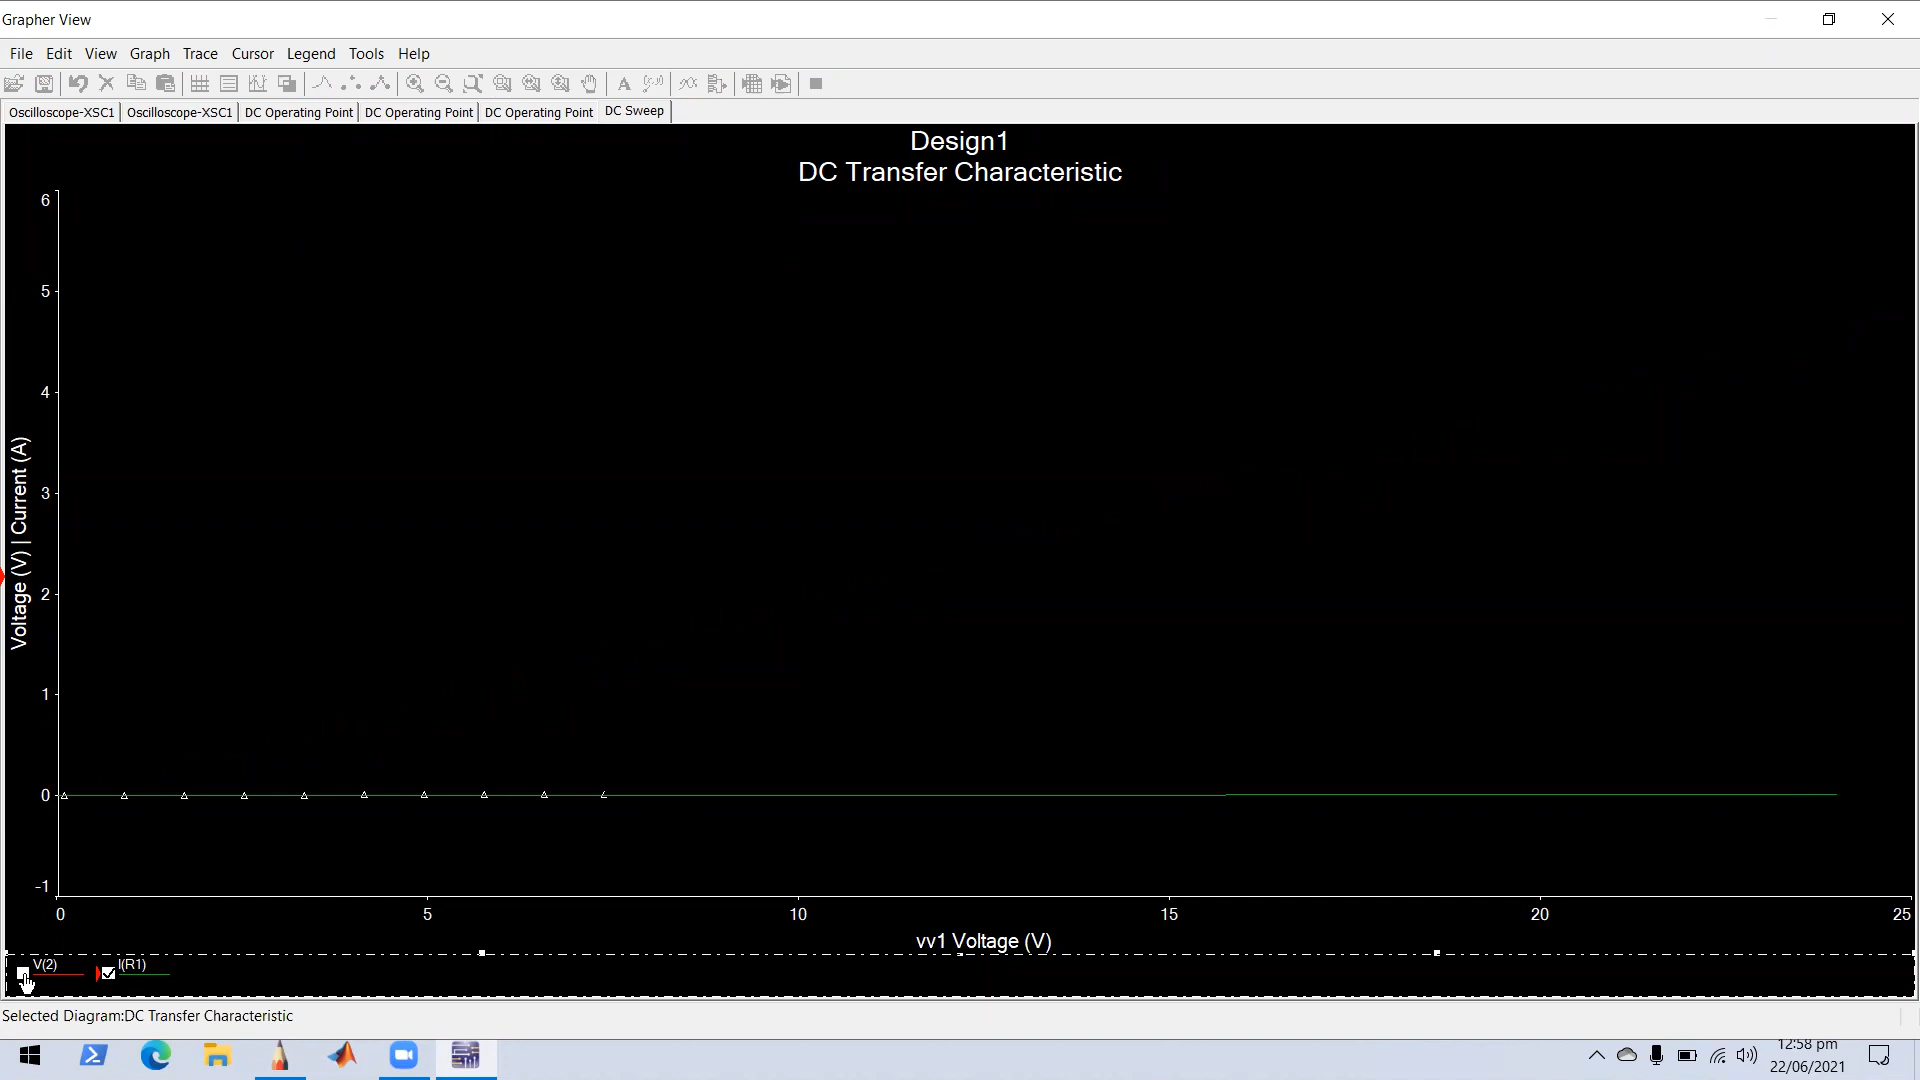 Grapher View
File Edit View Graph Trace Cursor Legend Tools Help
Oscilloscope-XSC1 Oscilloscope-XSC1 DC Operating Point DC Operating Point DC Operating Point DC Sweep
Design1
DC Transfer Characteristic
6
5
4
3
2
1
0
-1
Voltage (V) | Current (A)
0 5 10 15 20 25
vv1 Voltage (V)
V(2) I(R1)
Selected Diagram:DC Transfer Characteristic
12:58 pm
22/06/2021